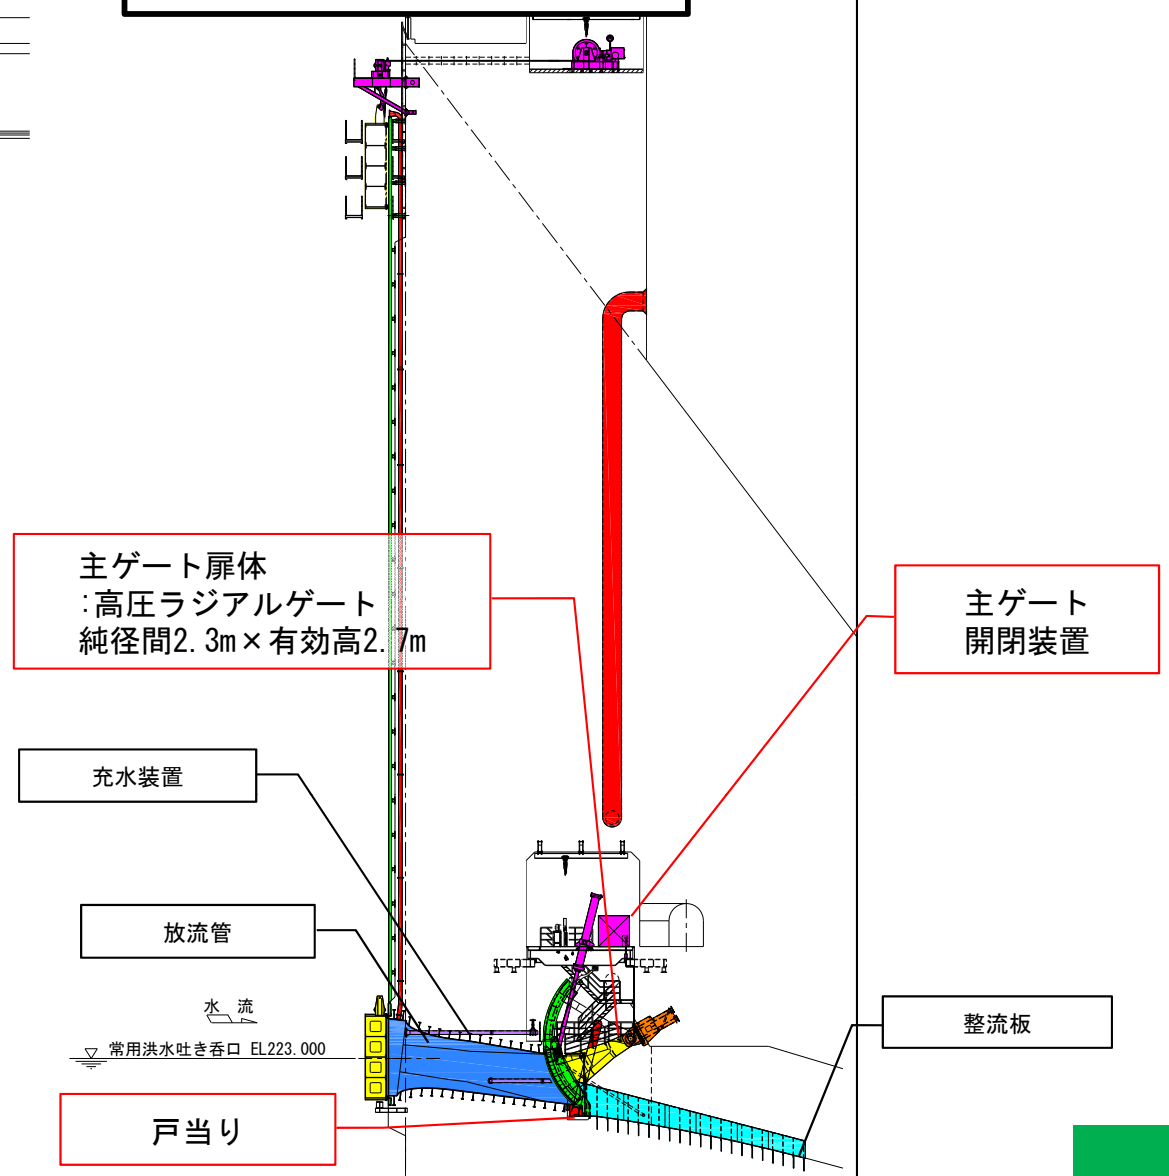 主ゲート扉体
:高圧ラジアルゲート
純径間2.3m×有効高2.7m
主ゲート
開閉装置
充水装置
放流管
水 流
常用洪水吐き呑口 EL223.000
整流板
戸当り